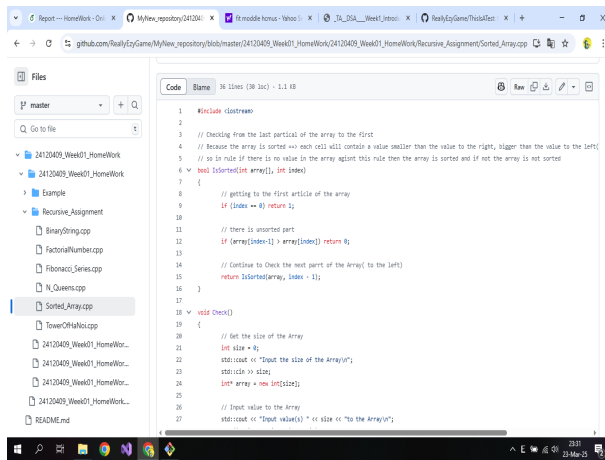 Report --- HomeWork - Onli
MyNew_repository/2412040
fit moddle hcmus - Yahoo S
_TA_DSA___Week1_Introdu
ReallyEzyGame/ThisIsATest
github.com/ReallyEzyGame/MyNew_repository/blob/master/24120409_Week01_HomeWork/24120409_Week01_HomeWork/Recursive_Assignment/Sorted_Array.cpp
Files
master
Go to file
t
24120409_Week01_HomeWork
24120409_Week01_HomeWork
Example
Recursive_Assignment
BinaryString.cpp
FactorialNumber.cpp
Fibonacci_Series.cpp
N_Queens.cpp
Sorted_Array.cpp
TowerOfHaNoi.cpp
24120409_Week01_HomeWor...
24120409_Week01_HomeWor...
24120409_Week01_HomeWor...
24120409_Week01_HomeWork....
README.md
Code Blame 36 lines (30 loc) · 1.1 KB Raw
1 #include <iostream>
2
3 // Checking from the last partical of the array to the first
4 // Because the array is sorted ==> each cell will contain a value smaller than the value to the right, bigger than the value to the left(
5 // so in rule if there is no value in the array agisnt this rule then the array is sorted and if not the array is not sorted
6 bool IsSorted(int array[], int index)
7 {
8 // getting to the first article of the array
9 if (index == 0) return 1;
10
11 // there is unsorted part
12 if (array[index-1] > array[index]) return 0;
13
14 // Continue to Check the next parrt of the Array( to the left)
15 return IsSorted(array, index - 1);
16 }
17
18 void Check()
19 {
20 // Get the size of the Array
21 int size = 0;
22 std::cout << "Input the size of the Array\n";
23 std::cin >> size;
24 int* array = new int[size];
25
26 // Input value to the Array
27 std::cout << "Input value(s) " << size << "to the Array\n";
E
23:31
23-Mar-25